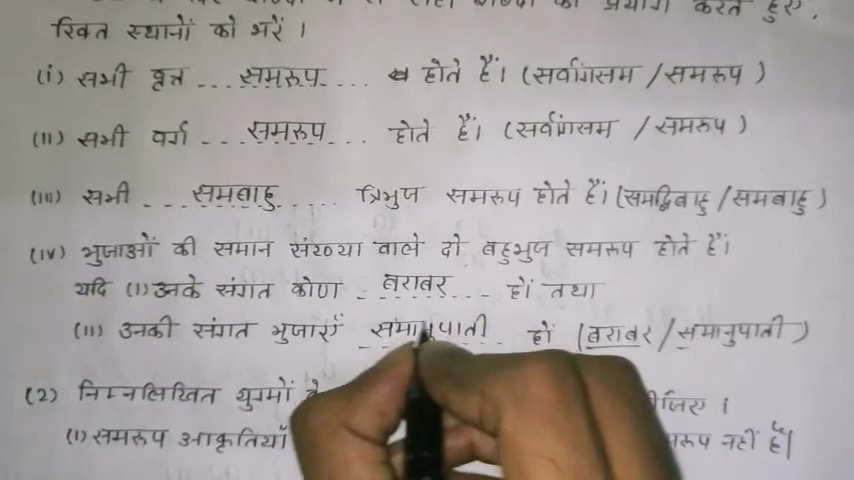 प्रयोग करते हुए,
रिक्त स्थानों को भरें ।
(i) सभी वृत्त ... समरूप ... होते हैं। (सर्वांगसम / समरूप )
(ii) सभी वर्ग ... समरूप ... होते हैं। (सर्वांगसम / समरूप )
(iii) सभी ... समबाहु ... त्रिभुज समरूप होते हैं। (समद्विबाहु / समबाहु )
(iv) भुजाओं की समान संख्या वाले दो बहुभुज समरूप होते हैं।
यदि (i) उनके संगत कोण ... बराबर ... हों तथा
(ii) उनकी संगत भुजाएँ समानुपाती हों (बराबर / समानुपाती )
(2) निम्नलिखित युग्मों के
(i) समरूप आकृतियाँ नहीं हैं।